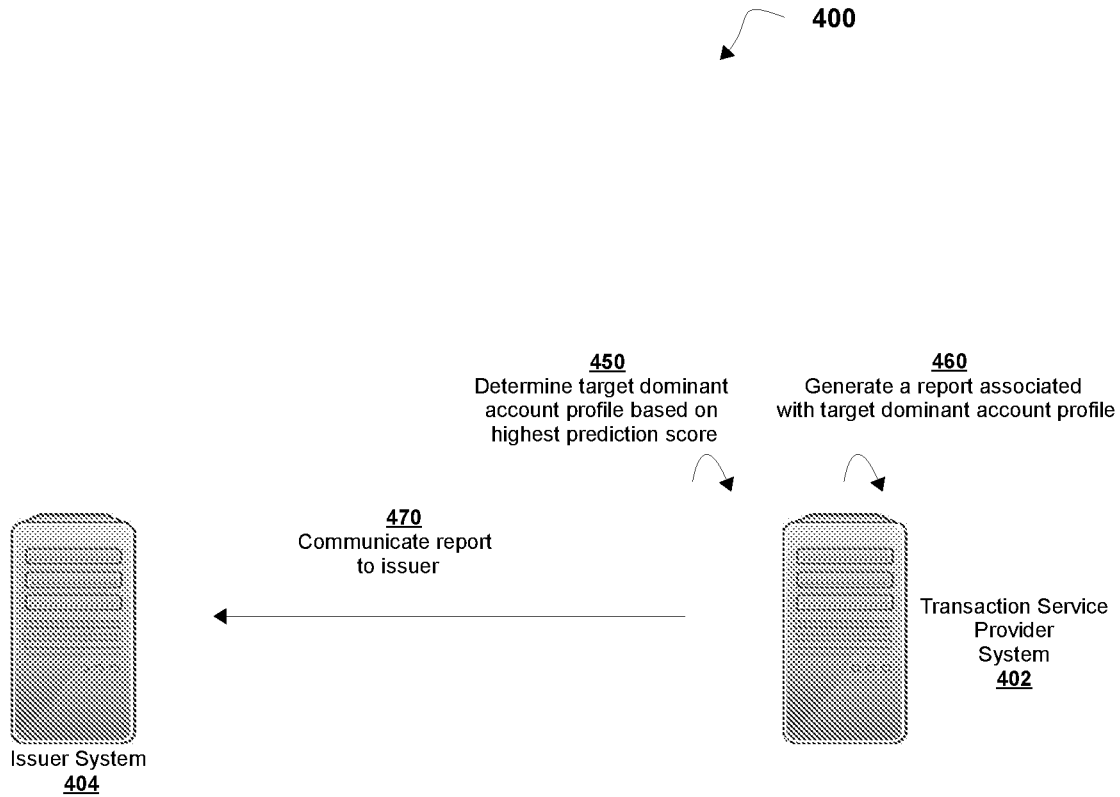 400
450
Determine target dominant
account profile based on
highest prediction score
460
Generate a report associated
with target dominant account profile
470
Communicate report
to issuer
Transaction Service
Provider
System
402
Issuer System
404